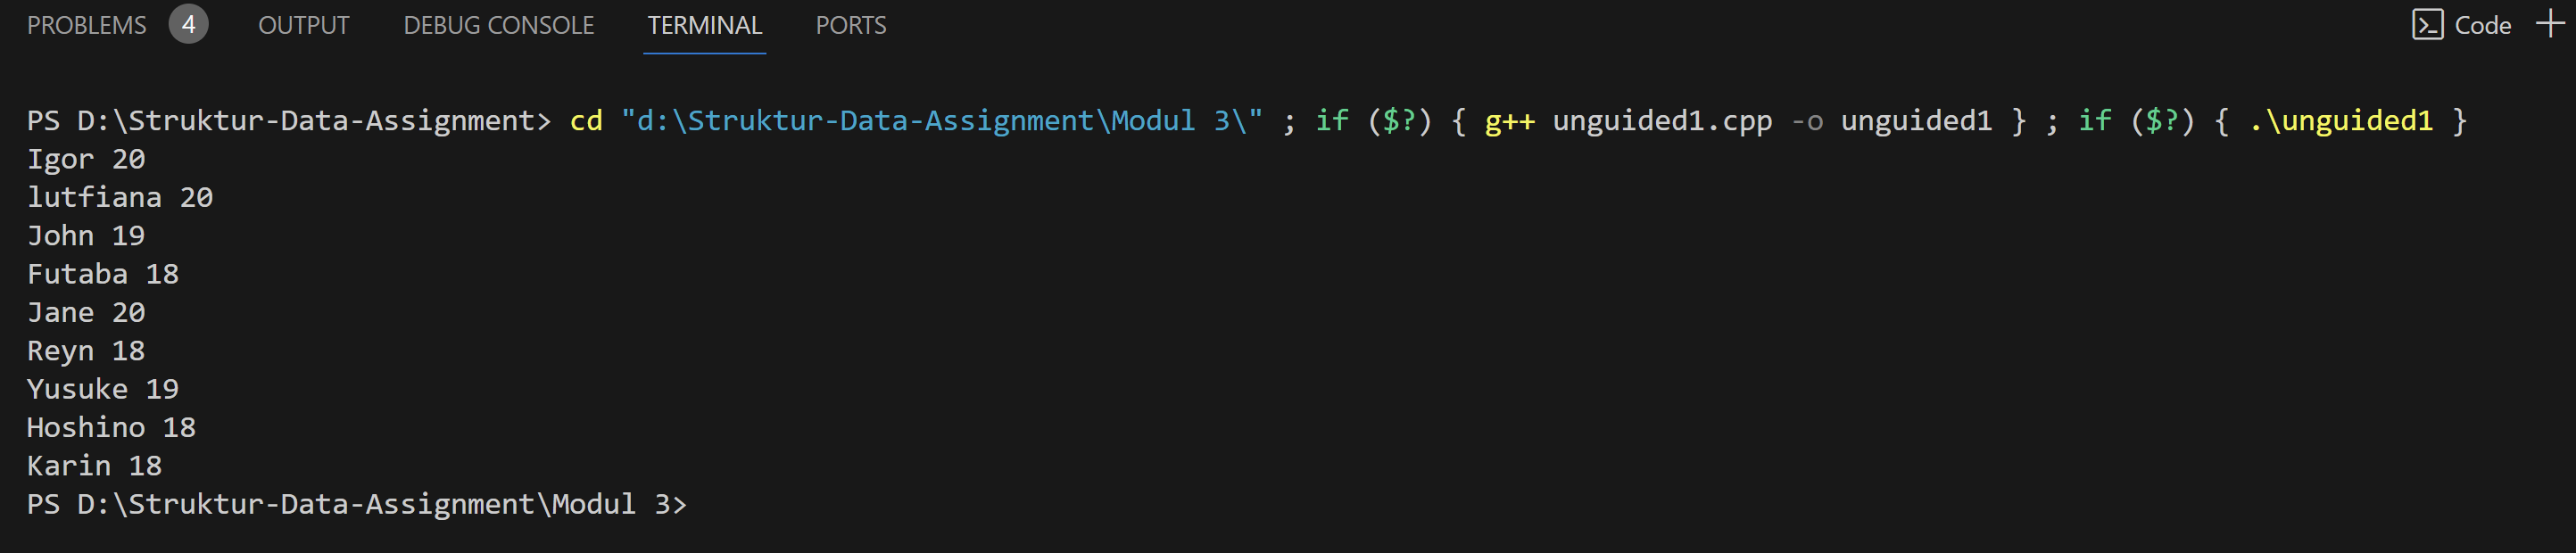 PROBLEMS 4 OUTPUT DEBUG CONSOLE TERMINAL PORTS Code
PS D:\Struktur-Data-Assignment> cd "d:\Struktur-Data-Assignment\Modul 3\" ; if ($?) { g++ unguided1.cpp -o unguided1 } ; if ($?) { .\unguided1 }
Igor 20
lutfiana 20
John 19
Futaba 18
Jane 20
Reyn 18
Yusuke 19
Hoshino 18
Karin 18
PS D:\Struktur-Data-Assignment\Modul 3>